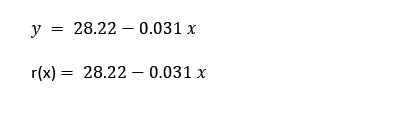 y = 28.22 – 0.031 x
r(x) = 28.22 – 0.031 x